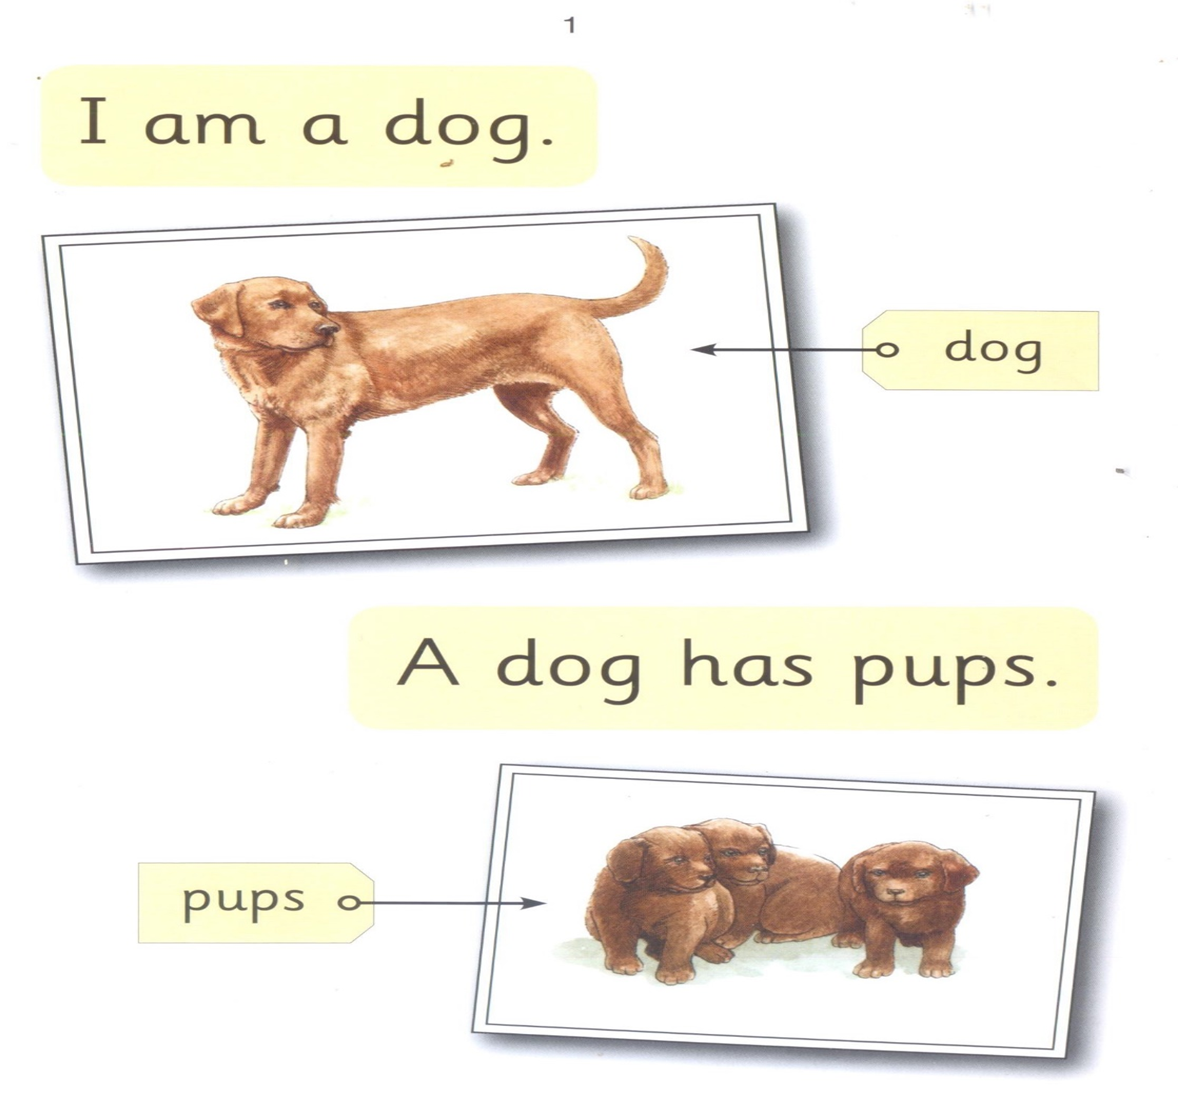 1
I am a dog.
dog
A dog has pups.
pups